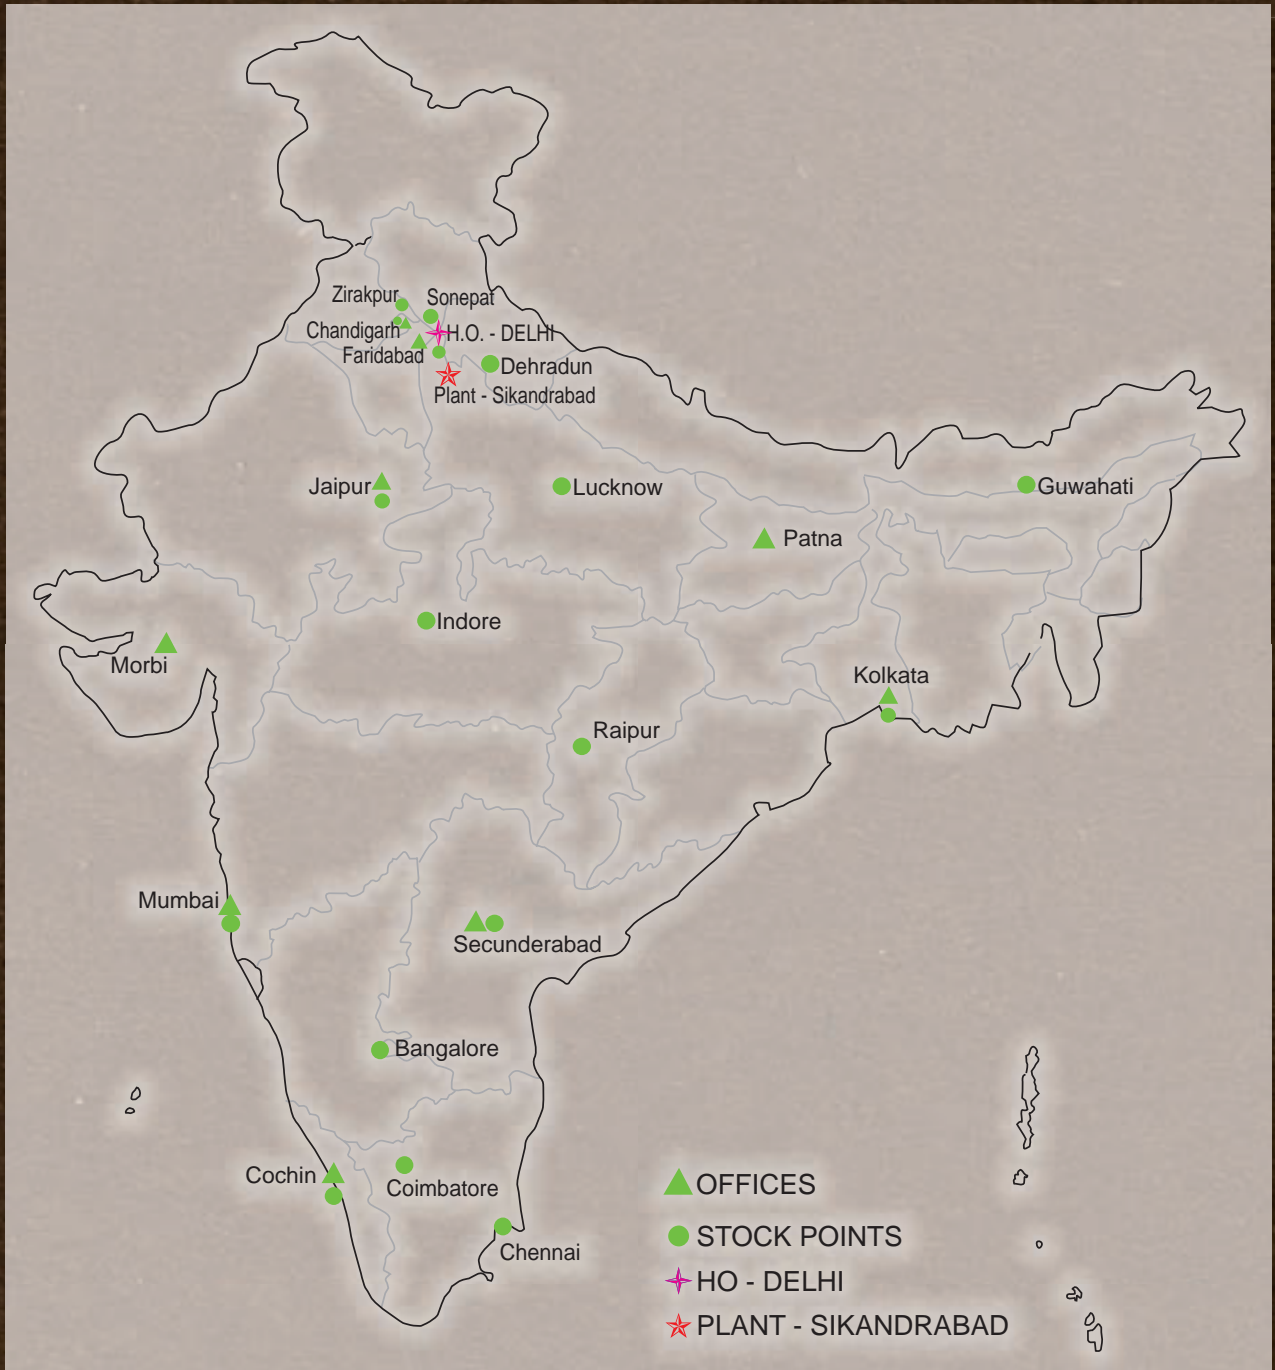 Zirakpur
Sonepat
Chandigarh
H.O. - DELHI
Faridabad
Dehradun
Plant - Sikandrabad
Jaipur
Lucknow
Guwahati
Patna
Indore
Morbi
Kolkata
Raipur
Mumbai
Secunderabad
Bangalore
Cochin
Coimbatore
Chennai
OFFICES
STOCK POINTS
HO - DELHI
PLANT - SIKANDRABAD